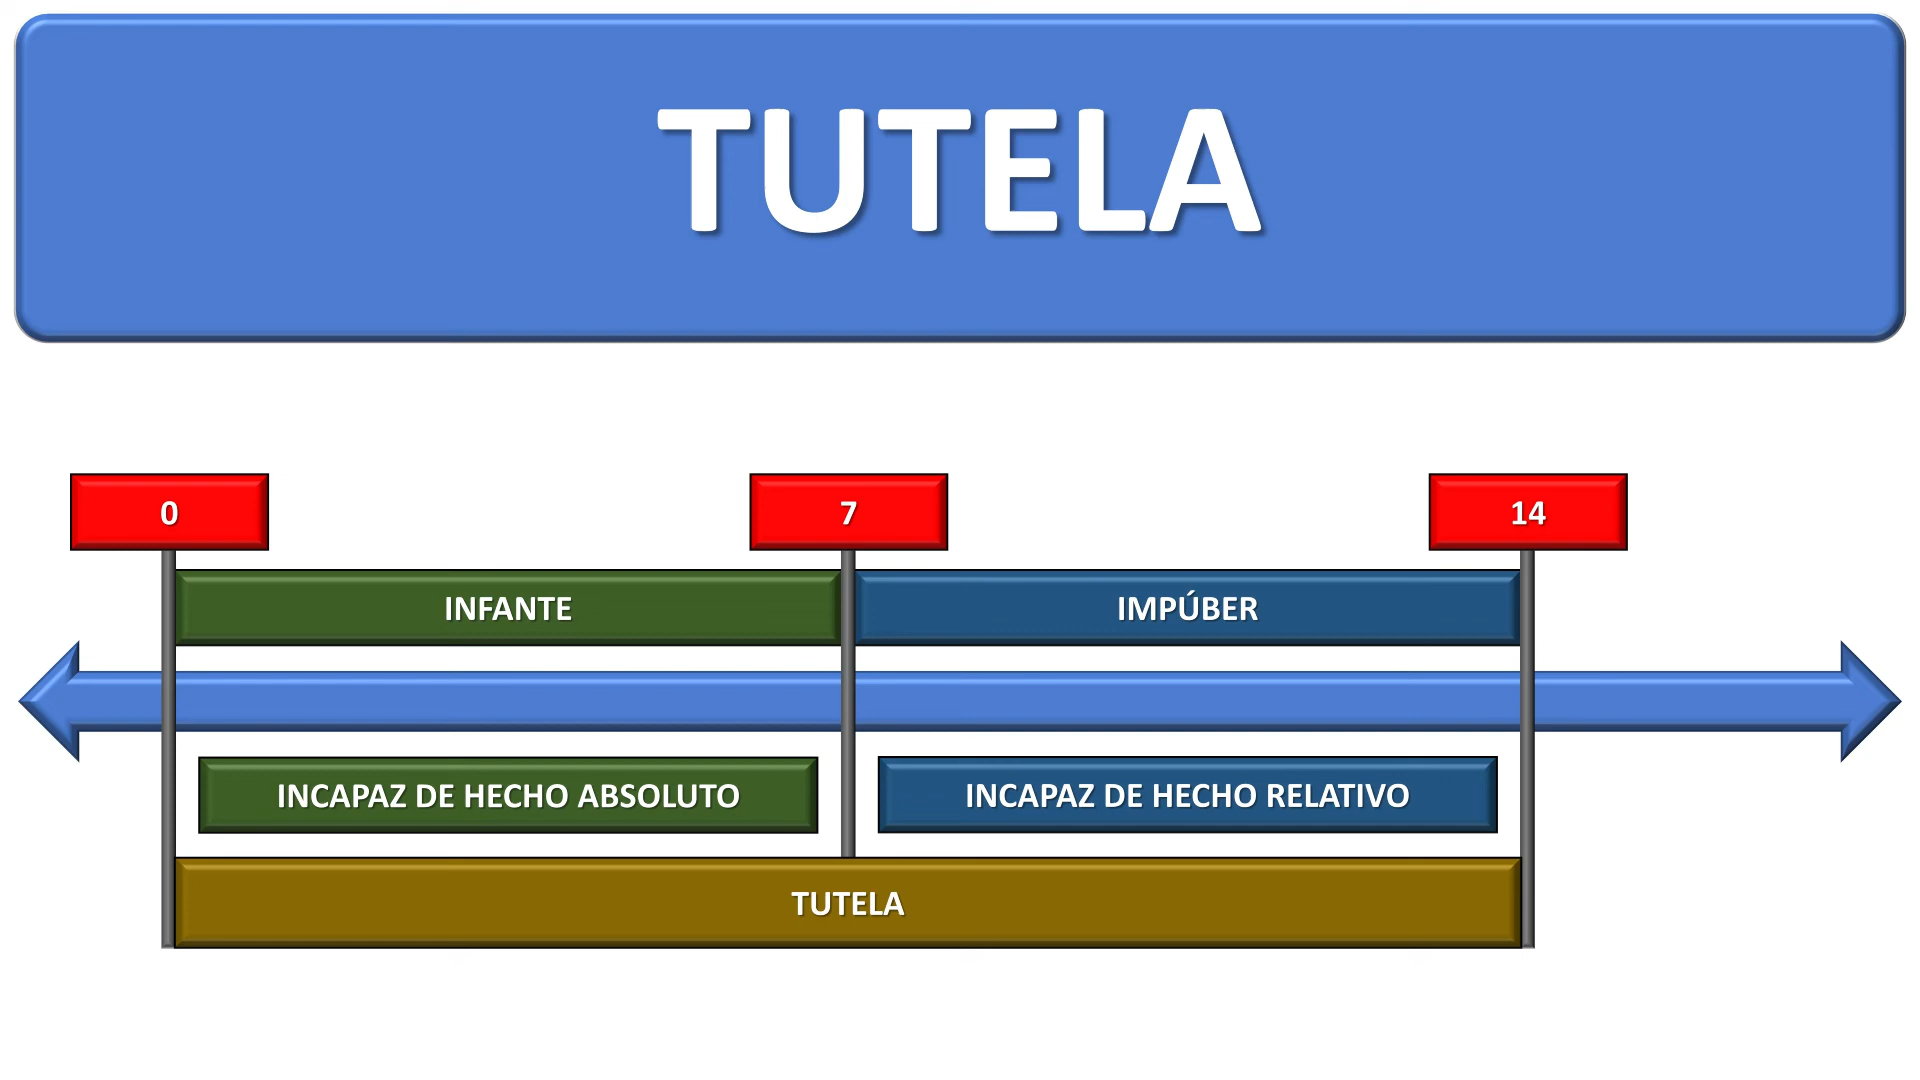 TUTELA
0
7
14
INFANTE
IMPÚBER
INCAPAZ DE HECHO ABSOLUTO
INCAPAZ DE HECHO RELATIVO
TUTELA